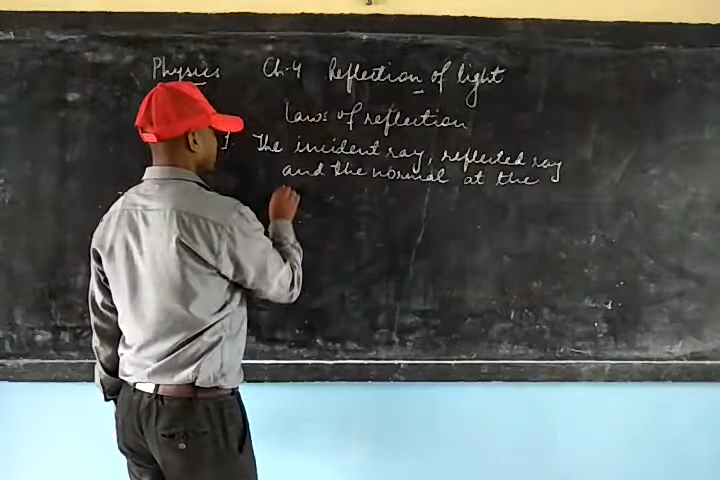 Physics Ch-4 Reflection of light
Laws of reflection
1. The incident ray, reflected ray
and the normal at the